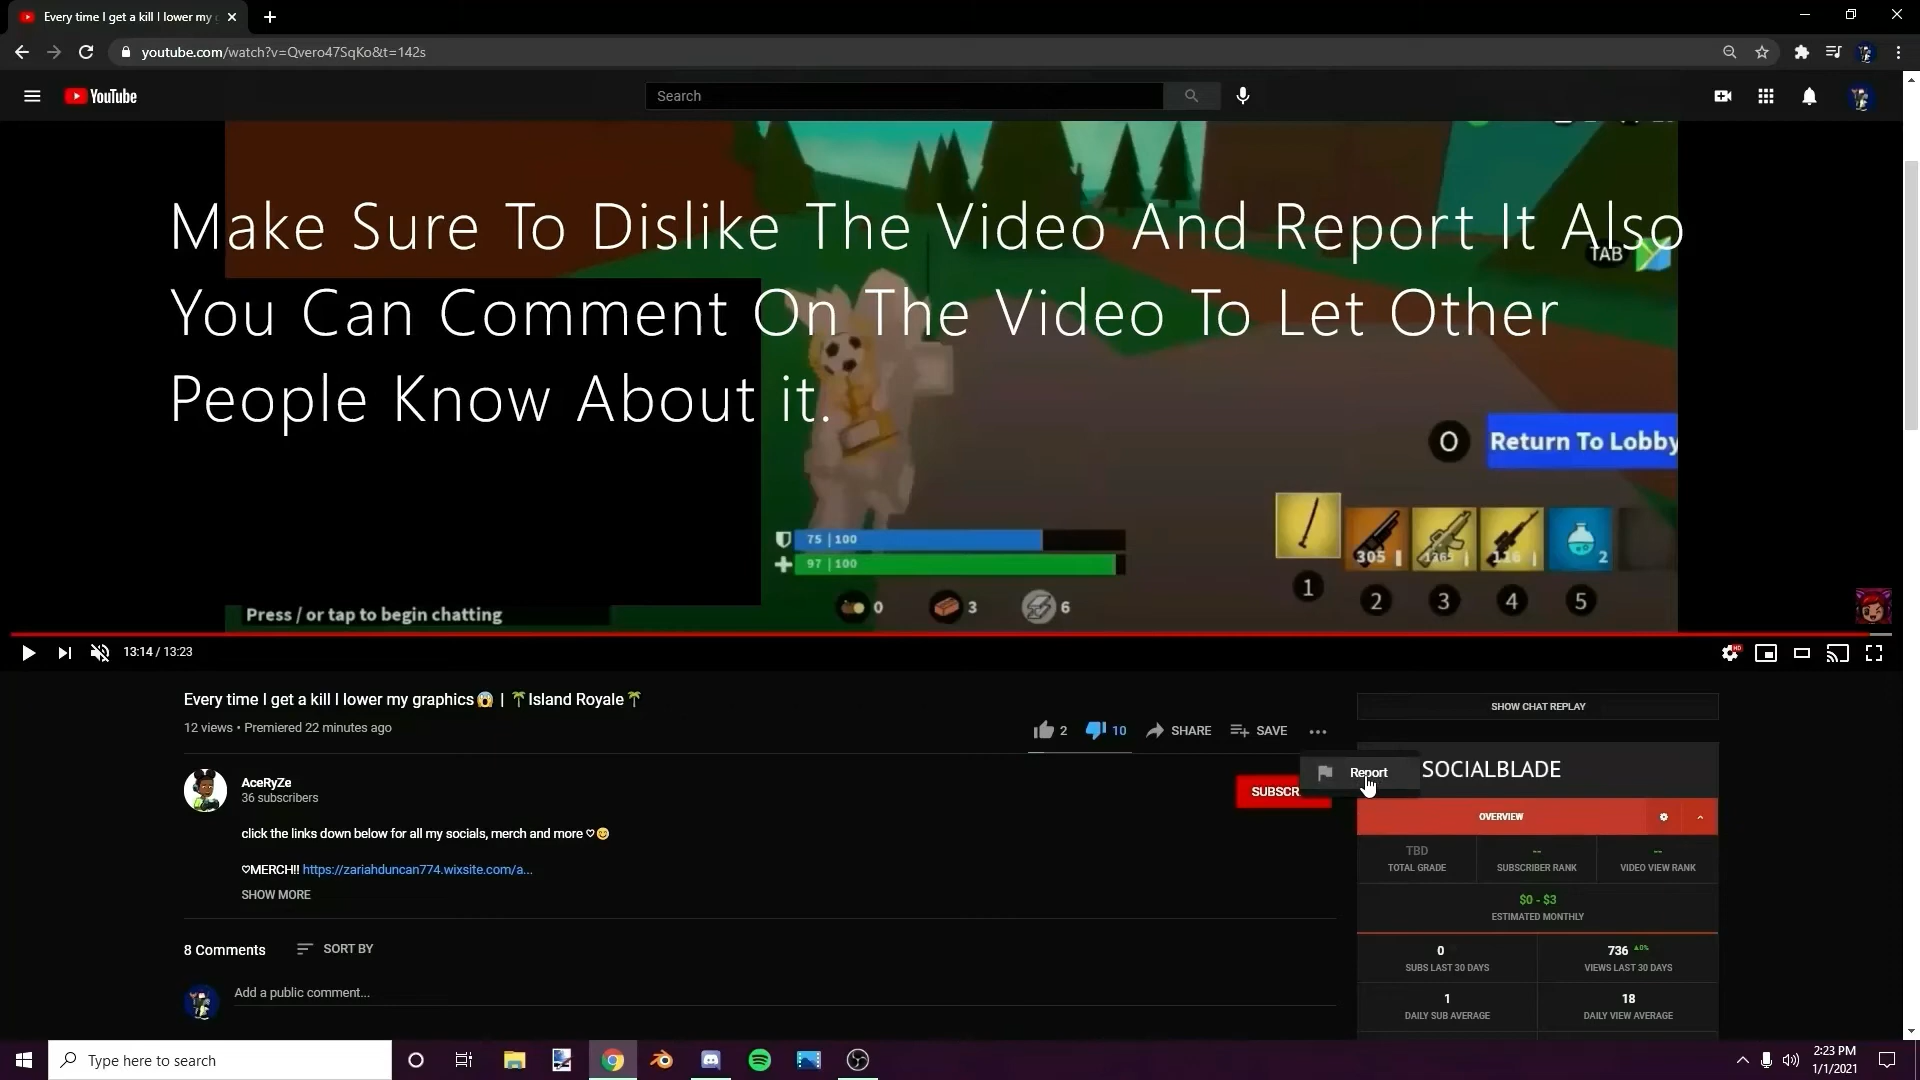 Every time I get a kill I lower my g
youtube.com/watch?v=Qvero47SqKo&t=142s
YouTube
Search
Make Sure To Dislike The Video And Report It Also
You Can Comment On The Video To Let Other
People Know About it.
TAB
O
Return To Lobby
75 | 100
97 | 100
305
1365
116
2
1
2
3
4
5
0
3
6
Press / or tap to begin chatting
13:14 / 13:23
HD
Every time I get a kill I lower my graphics😱 | 🌴Island Royale🌴
12 views • Premiered 22 minutes ago
2
10
SHARE
SAVE
SHOW CHAT REPLAY
Report
AceRyZe
36 subscribers
SUBSCR
click the links down below for all my socials, merch and more ♡😊
♡MERCH!! https://zariahduncan774.wixsite.com/a...
SHOW MORE
SOCIALBLADE
OVERVIEW
TBD
TOTAL GRADE
--
SUBSCRIBER RANK
--
VIDEO VIEW RANK
$0 - $3
ESTIMATED MONTHLY
0
SUBS LAST 30 DAYS
736 ▲0%
VIEWS LAST 30 DAYS
1
DAILY SUB AVERAGE
18
DAILY VIEW AVERAGE
8 Comments
SORT BY
Add a public comment...
Type here to search
2:23 PM
1/1/2021